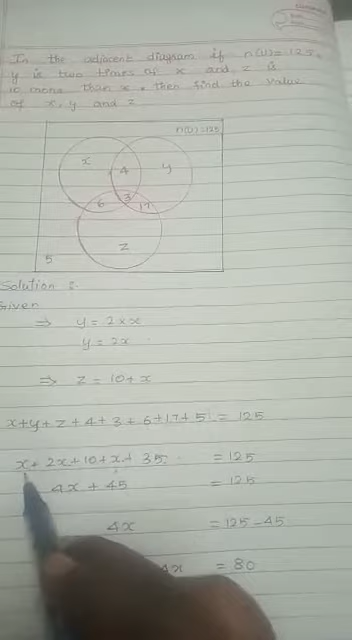 In the adjacent diagram if n(U)=125,
y is two times of x and z is
10 more than x, then find the value
of x, y and z
n(U)=125
x 4 y
6 3 17
z
5
Solution :
Given
⇒ y = 2×x
y = 2x
⇒ z = 10+x
x+y+z+4+3+6+17+5 = 125
x+2x+10+x+35 = 125
4x + 45 = 125
4x = 125-45
4x = 80